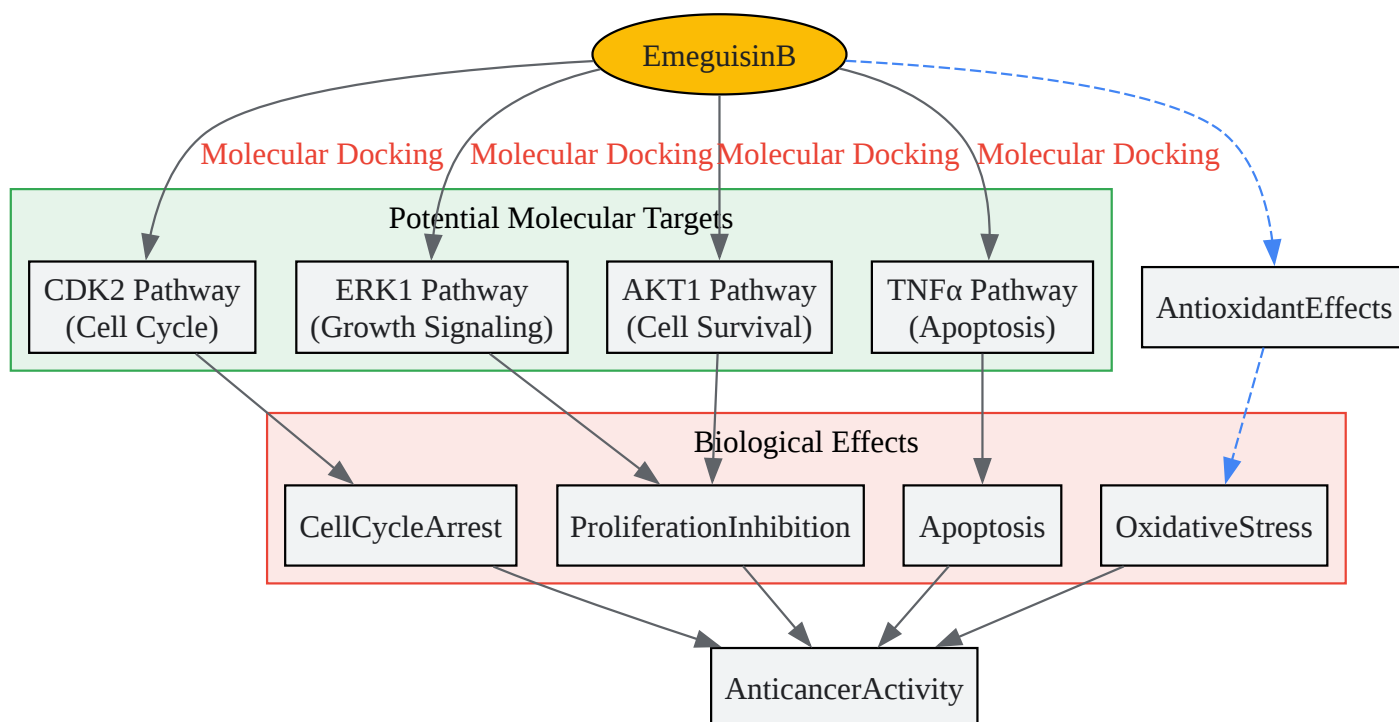 EmeguisinB
Molecular Docking
Molecular Docking
Molecular Docking
Molecular Docking
Potential Molecular Targets
CDK2 Pathway
(Cell Cycle)
ERK1 Pathway
(Growth Signaling)
AKT1 Pathway
(Cell Survival)
TNFα Pathway
(Apoptosis)
AntioxidantEffects
Biological Effects
CellCycleArrest
ProliferationInhibition
Apoptosis
OxidativeStress
AnticancerActivity